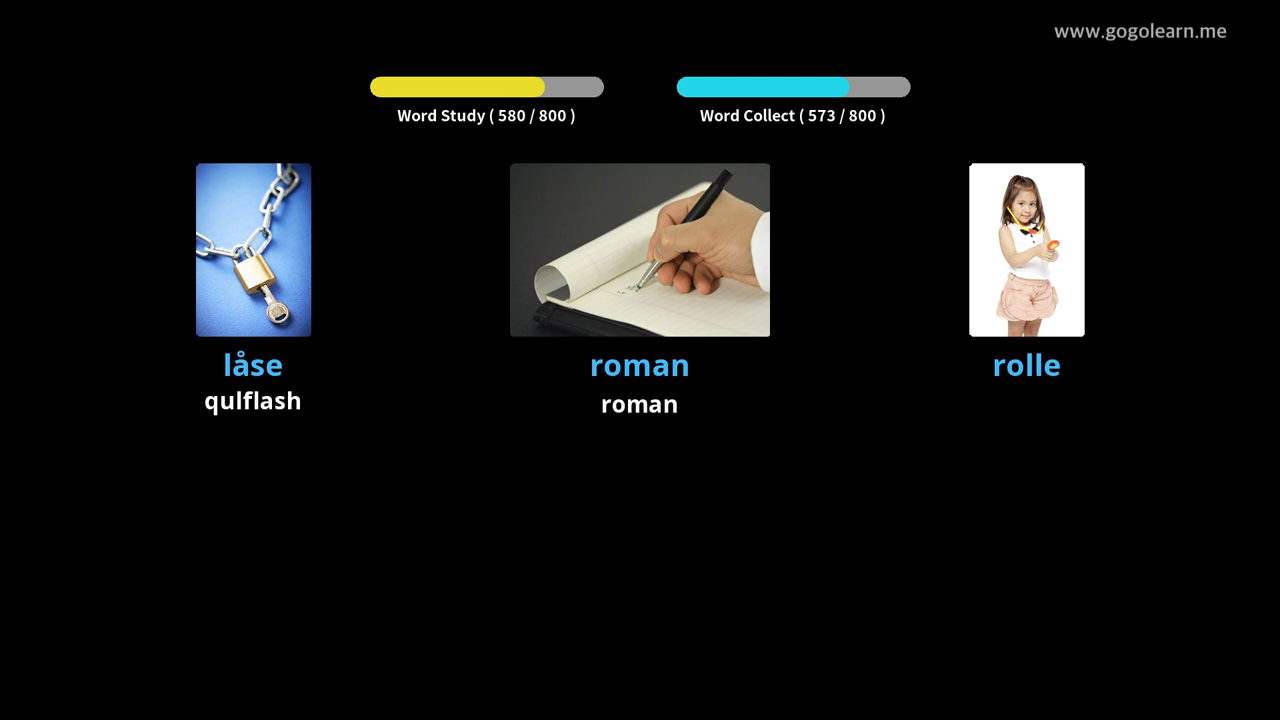 www.gogolearn.me
Word Study ( 580 / 800 )
Word Collect ( 573 / 800 )
låse
roman
rolle
qulflash
roman